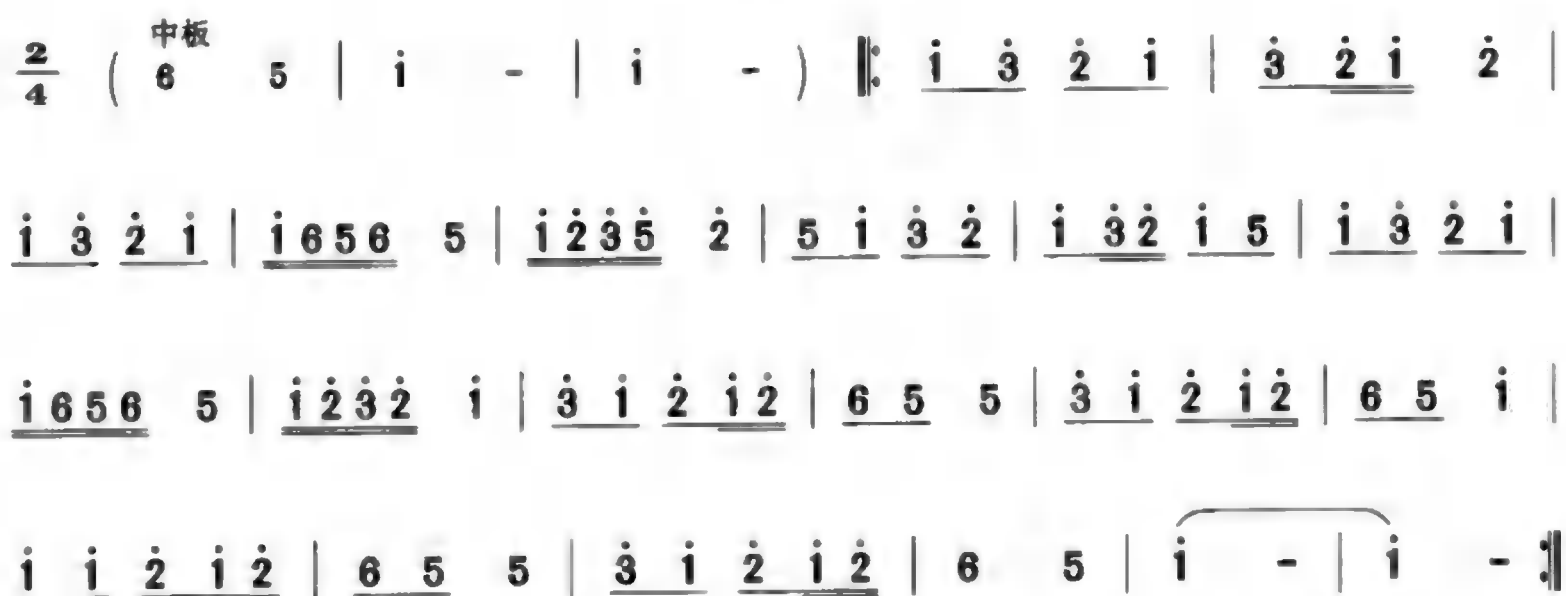 中板
2/4 ( 6 5 | i - | i - ) ‖: i 3̇ 2̇ i | 3̇ 2̇ i 2̇ |
i 3̇ 2̇ i | i 6 5 6 5 | i 2̇ 3̇ 5̇ 2̇ | 5 i 3̇ 2̇ | i 3̇ 2̇ i 5 | i 3̇ 2̇ i |
i 6 5 6 5 | i 2̇ 3̇ 2̇ i | 3̇ i 2̇ i 2̇ | 6 5 5 | 3̇ i 2̇ i 2̇ | 6 5 i |
i i 2̇ i 2̇ | 6 5 5 | 3̇ i 2̇ i 2̇ | 6 5 | i - | i - :‖